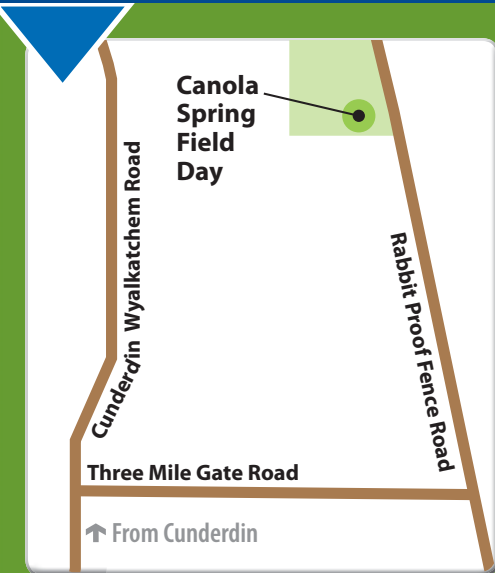 Canola
Spring
Field
Day
Cunderdin Wyalkatchem Road
Rabbit Proof Fence Road
Three Mile Gate Road
From Cunderdin